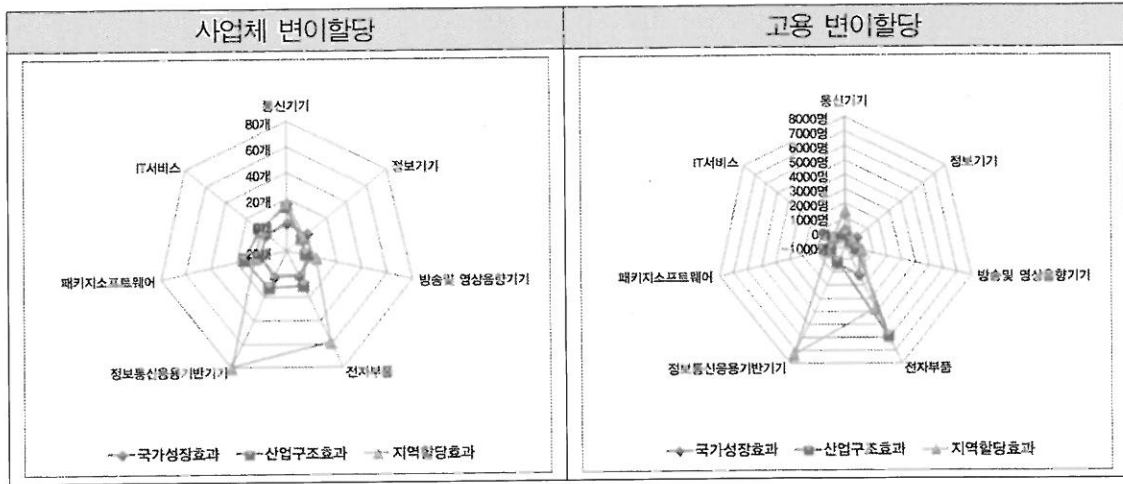 사업체 변이할당
고용 변이할당
통신기기
80개
60개
40개
20개
IT서비스
정보기기
패키지소프트웨어
방송및 영상음향기기
정보통신응용기반기기
전자부품
국가성장효과
산업구조효과
지역할당효과
통신기기
8000명
7000명
6000명
5000명
4000명
3000명
2000명
1000명
-1000명
IT서비스
정보기기
패키지소프트웨어
방송및 영상음향기기
정보통신응용기반기기
전자부품
국가성장효과
산업구조효과
지역할당효과